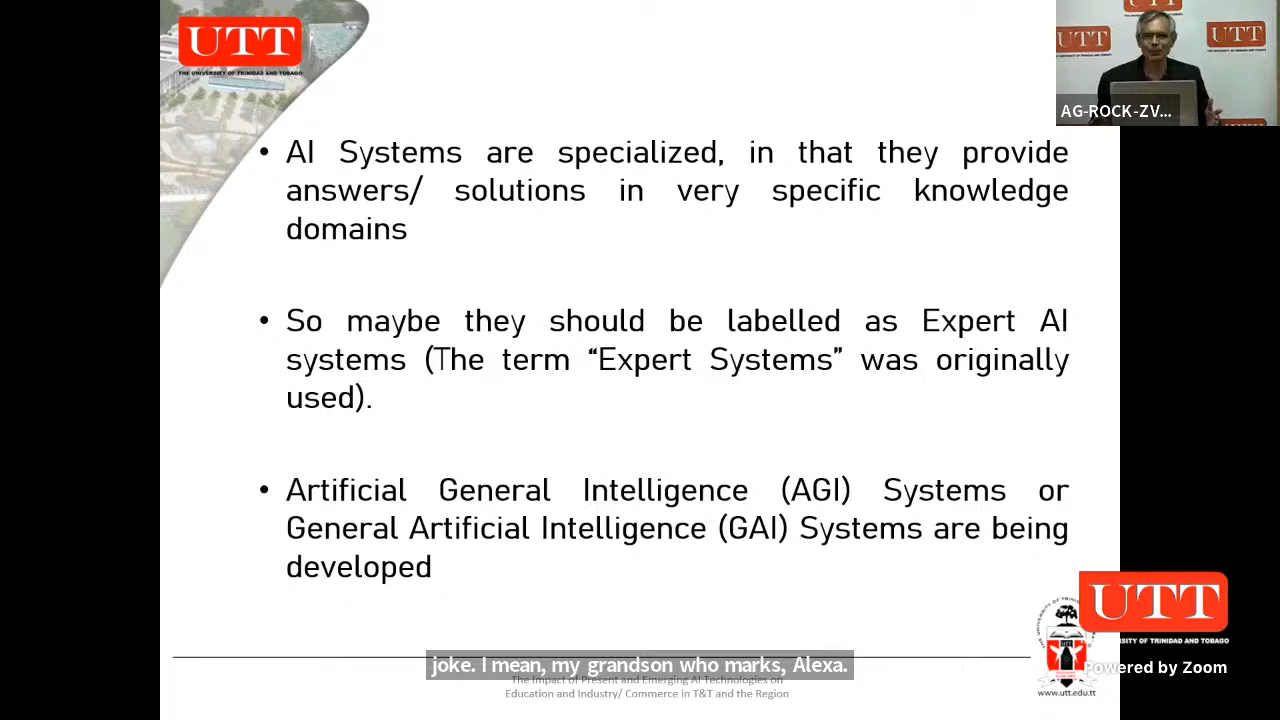 UTT
THE UNIVERSITY OF TRINIDAD AND TOBAGO
UTT
UTT
AG-ROCK-ZV...
• AI Systems are specialized, in that they provide
answers/ solutions in very specific knowledge
domains
• So maybe they should be labelled as Expert AI
systems (The term “Expert Systems” was originally
used).
• Artificial General Intelligence (AGI) Systems or
General Artificial Intelligence (GAI) Systems are being
developed
UTT
UNIVERSITY OF TRINIDAD AND TOBAGO
Powered by Zoom
www.utt.edu.tt
joke. I mean, my grandson who marks, Alexa.
The Impact of Present and Emerging AI Technologies on
Education and Industry/ Commerce in T&T and the Region